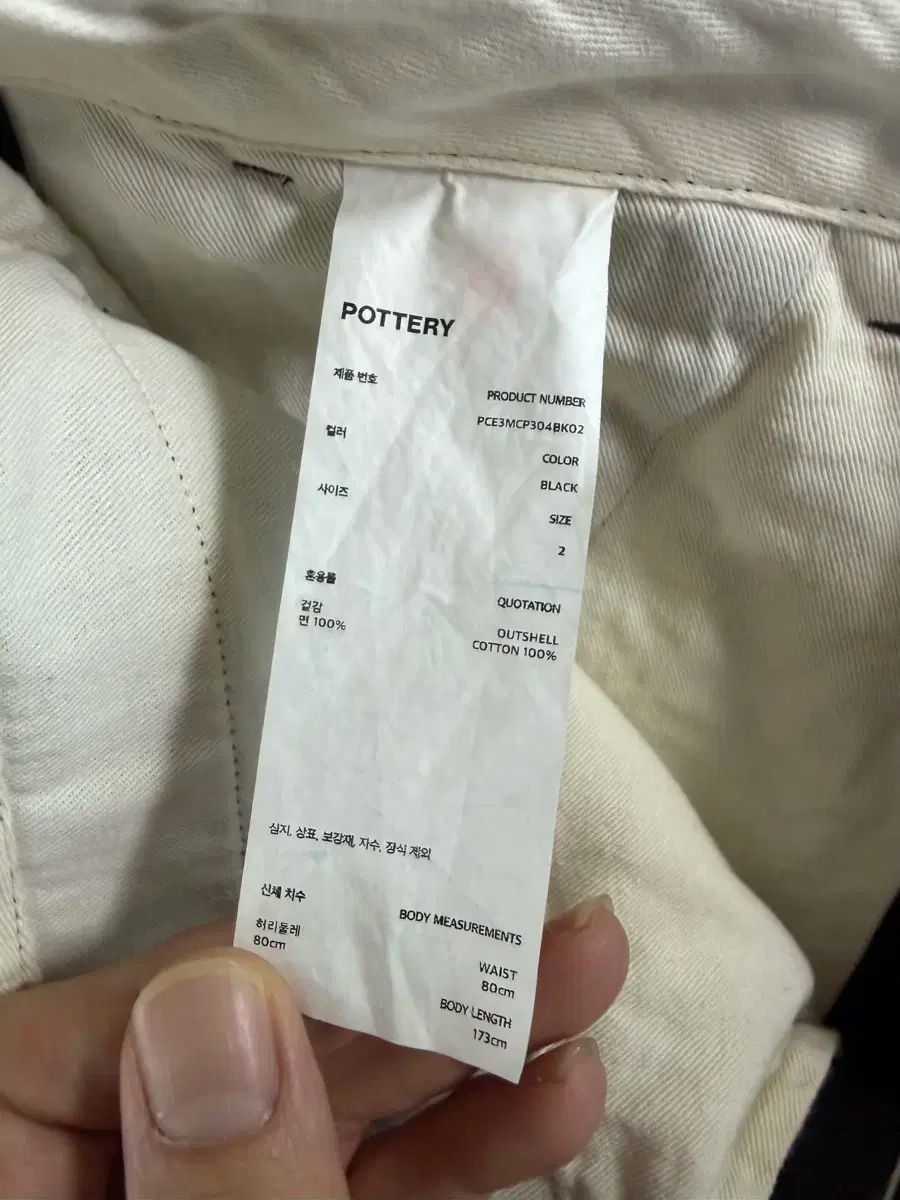 POTTERY
제품 번호
PRODUCT NUMBER
PCE3MCP304BK02
컬러
COLOR
BLACK
사이즈
SIZE
2
혼용률
QUOTATION
겉감
면 100%
OUTSHELL
COTTON 100%
심지, 상표, 보강재, 자수, 장식 제외
신체 치수
BODY MEASUREMENTS
허리둘레
80cm
WAIST
80cm
BODY LENGTH
173cm